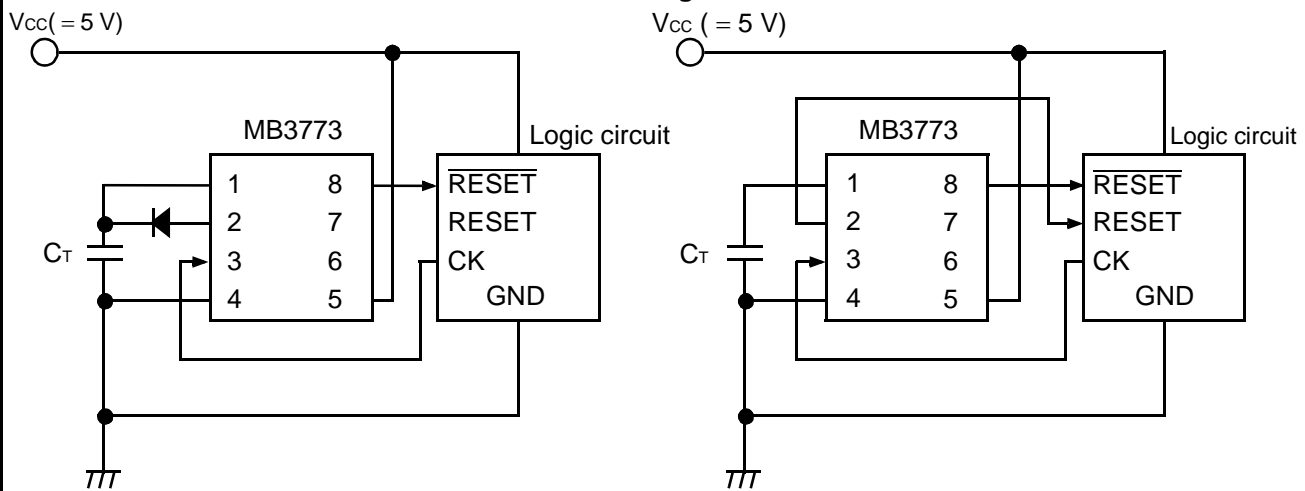 Vcc( = 5 V)
MB3773
Logic circuit
1 8 RESET
2 7 RESET
CT 3 6 CK
4 5 GND
Vcc ( = 5 V)
MB3773
Logic circuit
1 8 RESET
2 7 RESET
CT 3 6 CK
4 5 GND